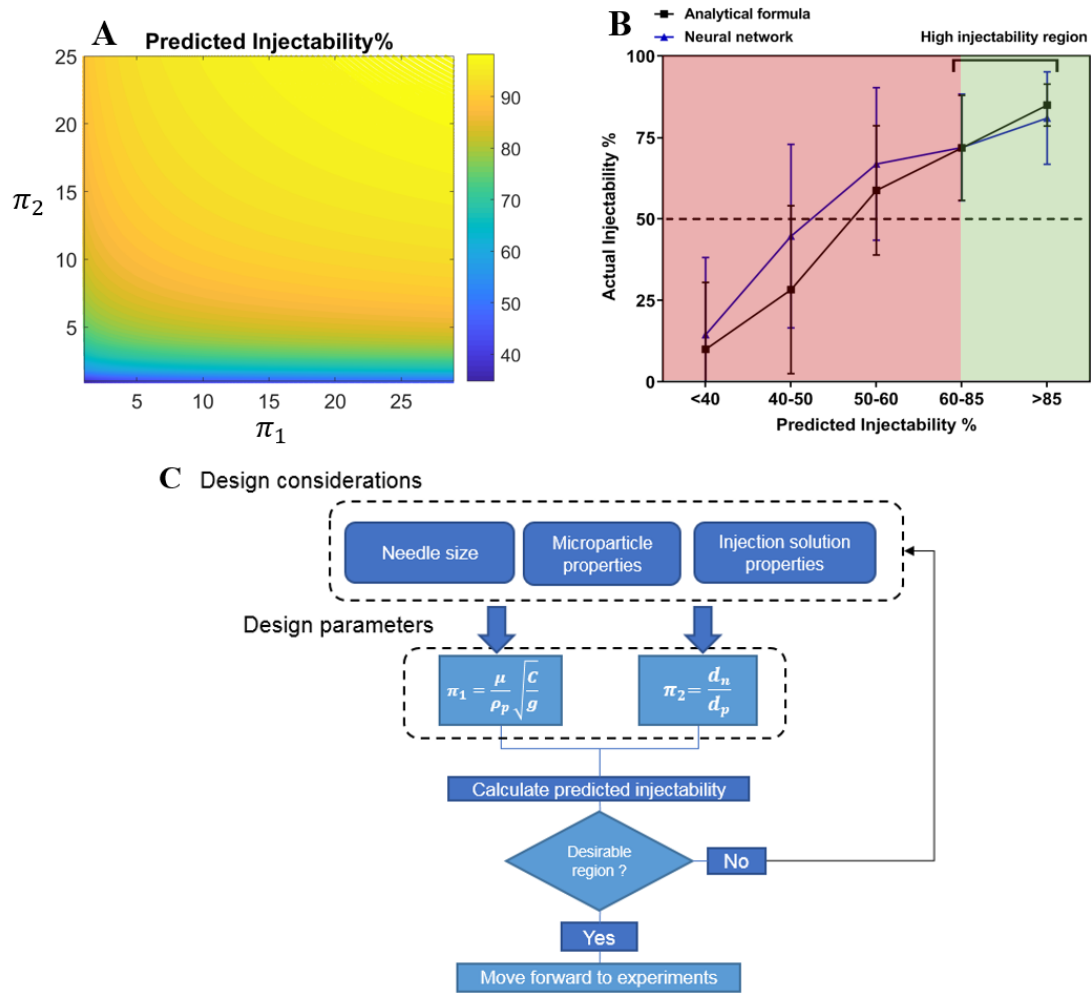 A
Predicted Injectability%
25
20
15
10
5
π₂
5
10
15
20
25
π₁
90
80
70
60
50
40
B
Analytical formula
Neural network
High injectability region
100
75
50
25
0
Actual Injectability %
<40
40-50
50-60
60-85
>85
Predicted Injectability %
C Design considerations
Needle size
Microparticle
properties
Injection solution
properties
Design parameters
π₁ = μ/ρₚ √(C/g)
π₂ = dₙ/dₚ
Calculate predicted injectability
Desirable
region ?
No
Yes
Move forward to experiments